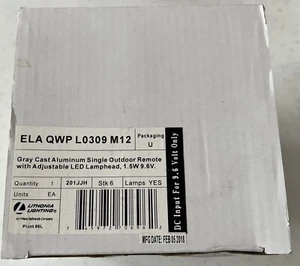 ELA QWP L0309 M12
Packaging
U
Gray Cast Aluminum Single Outdoor Remote
with Adjustable LED Lamphead, 1.5W 9.6V.
Quantity 1 201JJH Stk 6 Lamps YES
Units EA
LITHONIA
LIGHTING
Plant 86L
DC Input For 9.6 Volt Only
MFG DATE: FEB 05 2018